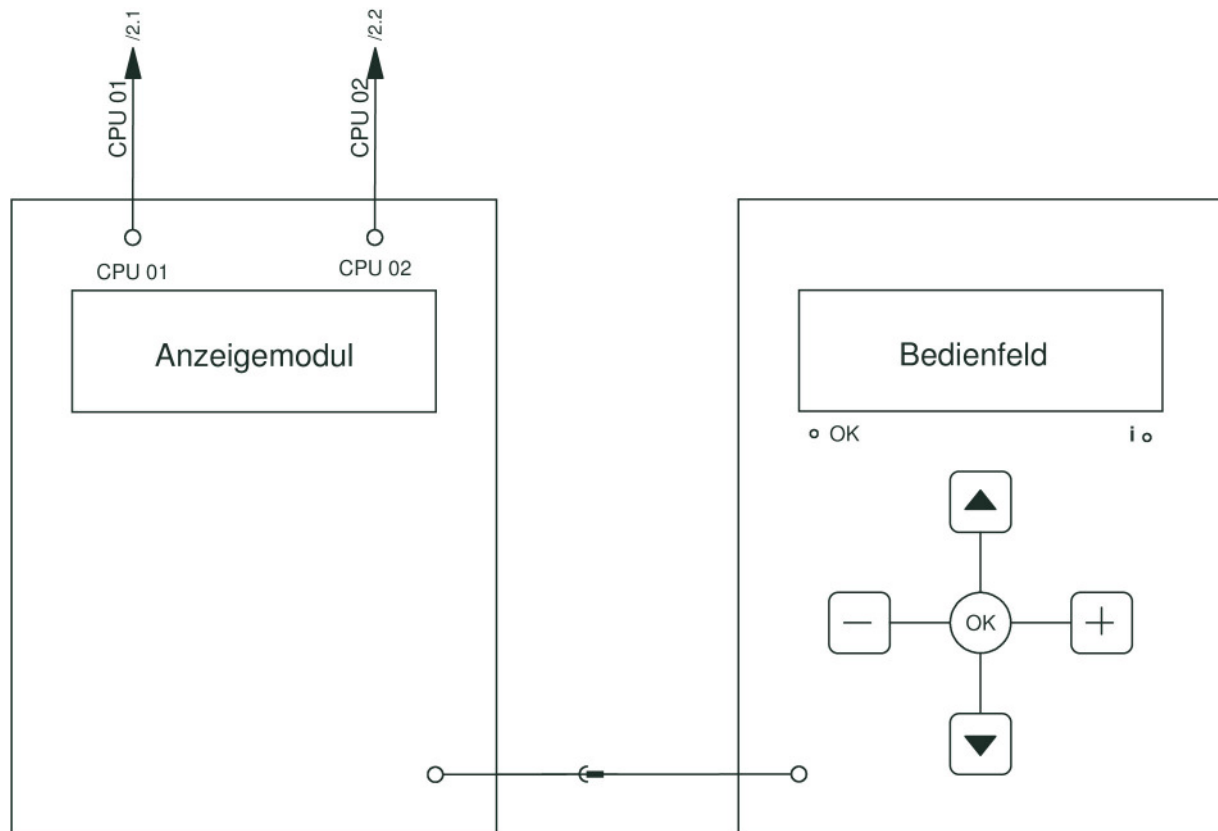 /2.1
/2.2
CPU 01
CPU 02
CPU 01
CPU 02
Anzeigemodul
Bedienfeld
OK
i
OK